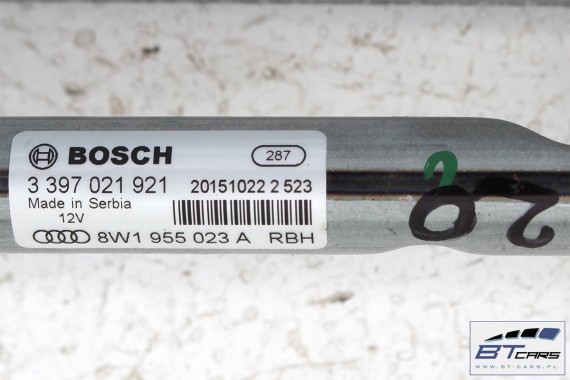 BOSCH 287
3 397 021 921 20151022 2 523
Made in Serbia
12V
8W1 955 023 A RBH
BTCARS
WWW.BT-CARS.PL